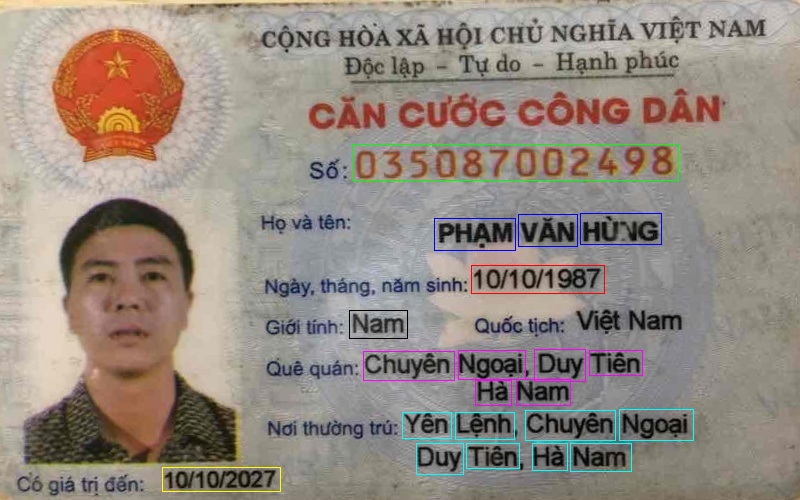 CỘNG HÒA XÃ HỘI CHỦ NGHĨA VIỆT NAM
Độc lập - Tự do - Hạnh phúc
CĂN CƯỚC CÔNG DÂN
Số: 035087002498
Họ và tên: PHẠM VĂN HÙNG
Ngày, tháng, năm sinh: 10/10/1987
Giới tính: Nam Quốc tịch: Việt Nam
Quê quán: Chuyên Ngoại, Duy Tiên
Hà Nam
Nơi thường trú: Yên Lệnh, Chuyên Ngoại
Duy Tiên, Hà Nam
Có giá trị đến: 10/10/2027